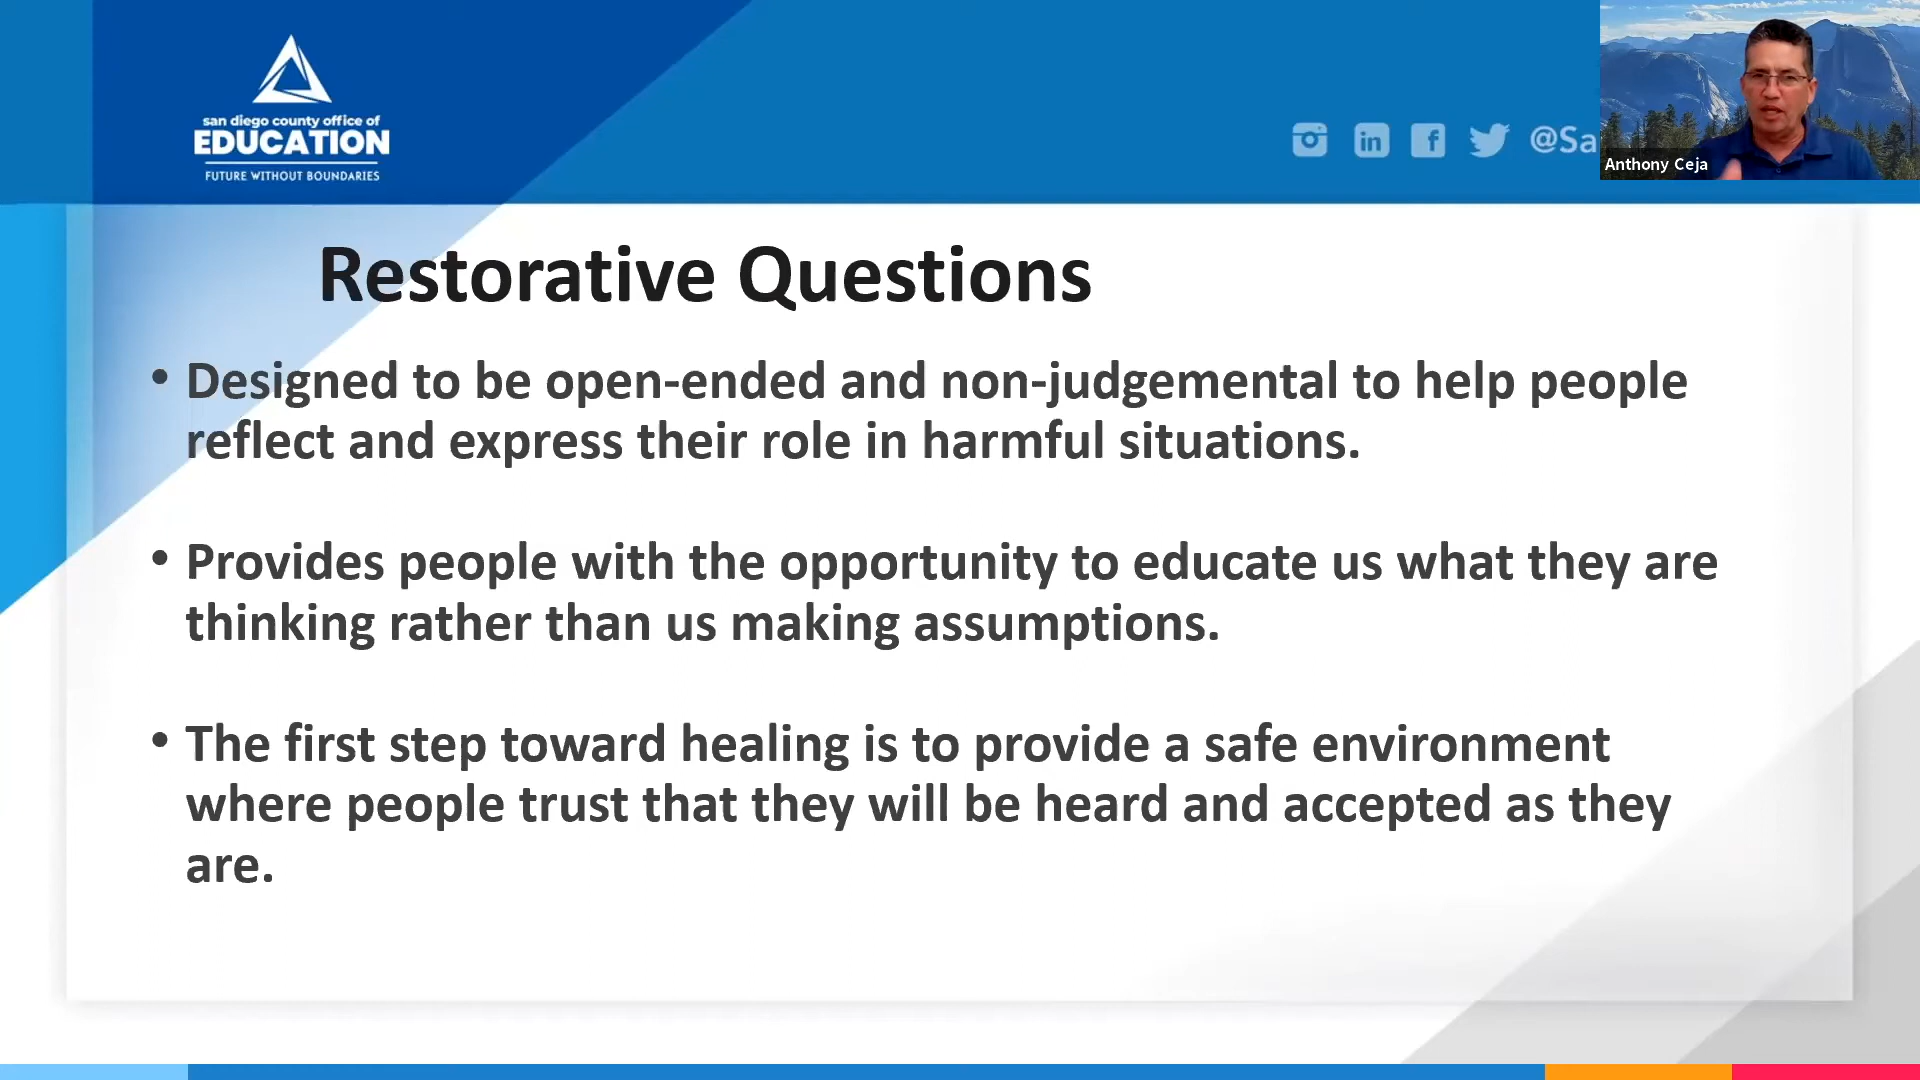 san diego county office of
EDUCATION
FUTURE WITHOUT BOUNDARIES
@Sa
Anthony Ceja
Restorative Questions
• Designed to be open-ended and non-judgemental to help people
reflect and express their role in harmful situations.
• Provides people with the opportunity to educate us what they are
thinking rather than us making assumptions.
• The first step toward healing is to provide a safe environment
where people trust that they will be heard and accepted as they
are.